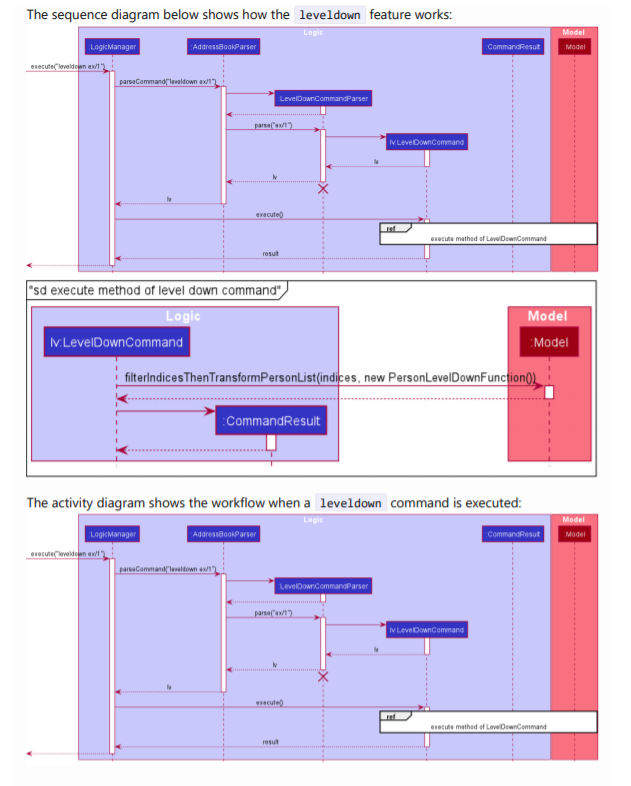 The sequence diagram below shows how the leveldown feature works:
Logic
Model
:LogicManager
:AddressBookParser
:CommandResult
:Model
execute("leveldown ex/1")
parseCommand("leveldown ex/1")
LevelDownCommandParser
parse("ex/1")
lv:LevelDownCommand
lv
lv
lv
execute()
ref
execute method of LevelDownCommand
result
"sd execute method of level down command"
Logic
Model
lv:LevelDownCommand
:Model
filterIndicesThenTransformPersonList(indices, new PersonLevelDownFunction())
:CommandResult
The activity diagram shows the workflow when a leveldown command is executed:
Logic
Model
:LogicManager
:AddressBookParser
:CommandResult
:Model
execute("leveldown ex/1")
parseCommand("leveldown ex/1")
LevelDownCommandParser
parse("ex/1")
lv:LevelDownCommand
lv
lv
lv
execute()
ref
execute method of LevelDownCommand
result